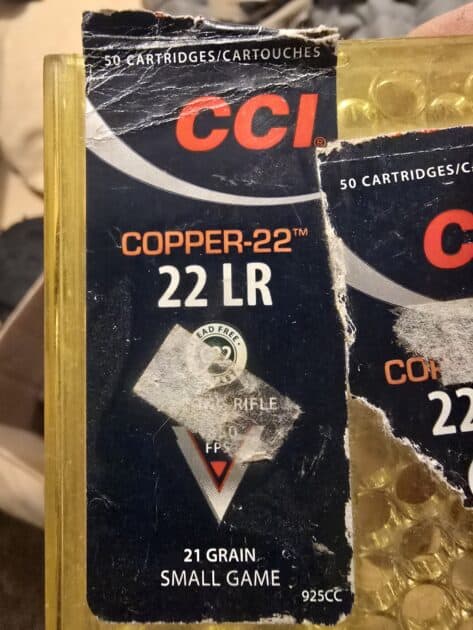 50 CARTRIDGES/CARTOUCHES
CCI®
COPPER-22™
22 LR
LEAD FREE
RIFLE
FPS
21 GRAIN
SMALL GAME
925CC
50 CARTRIDGES/C
C
CO
22